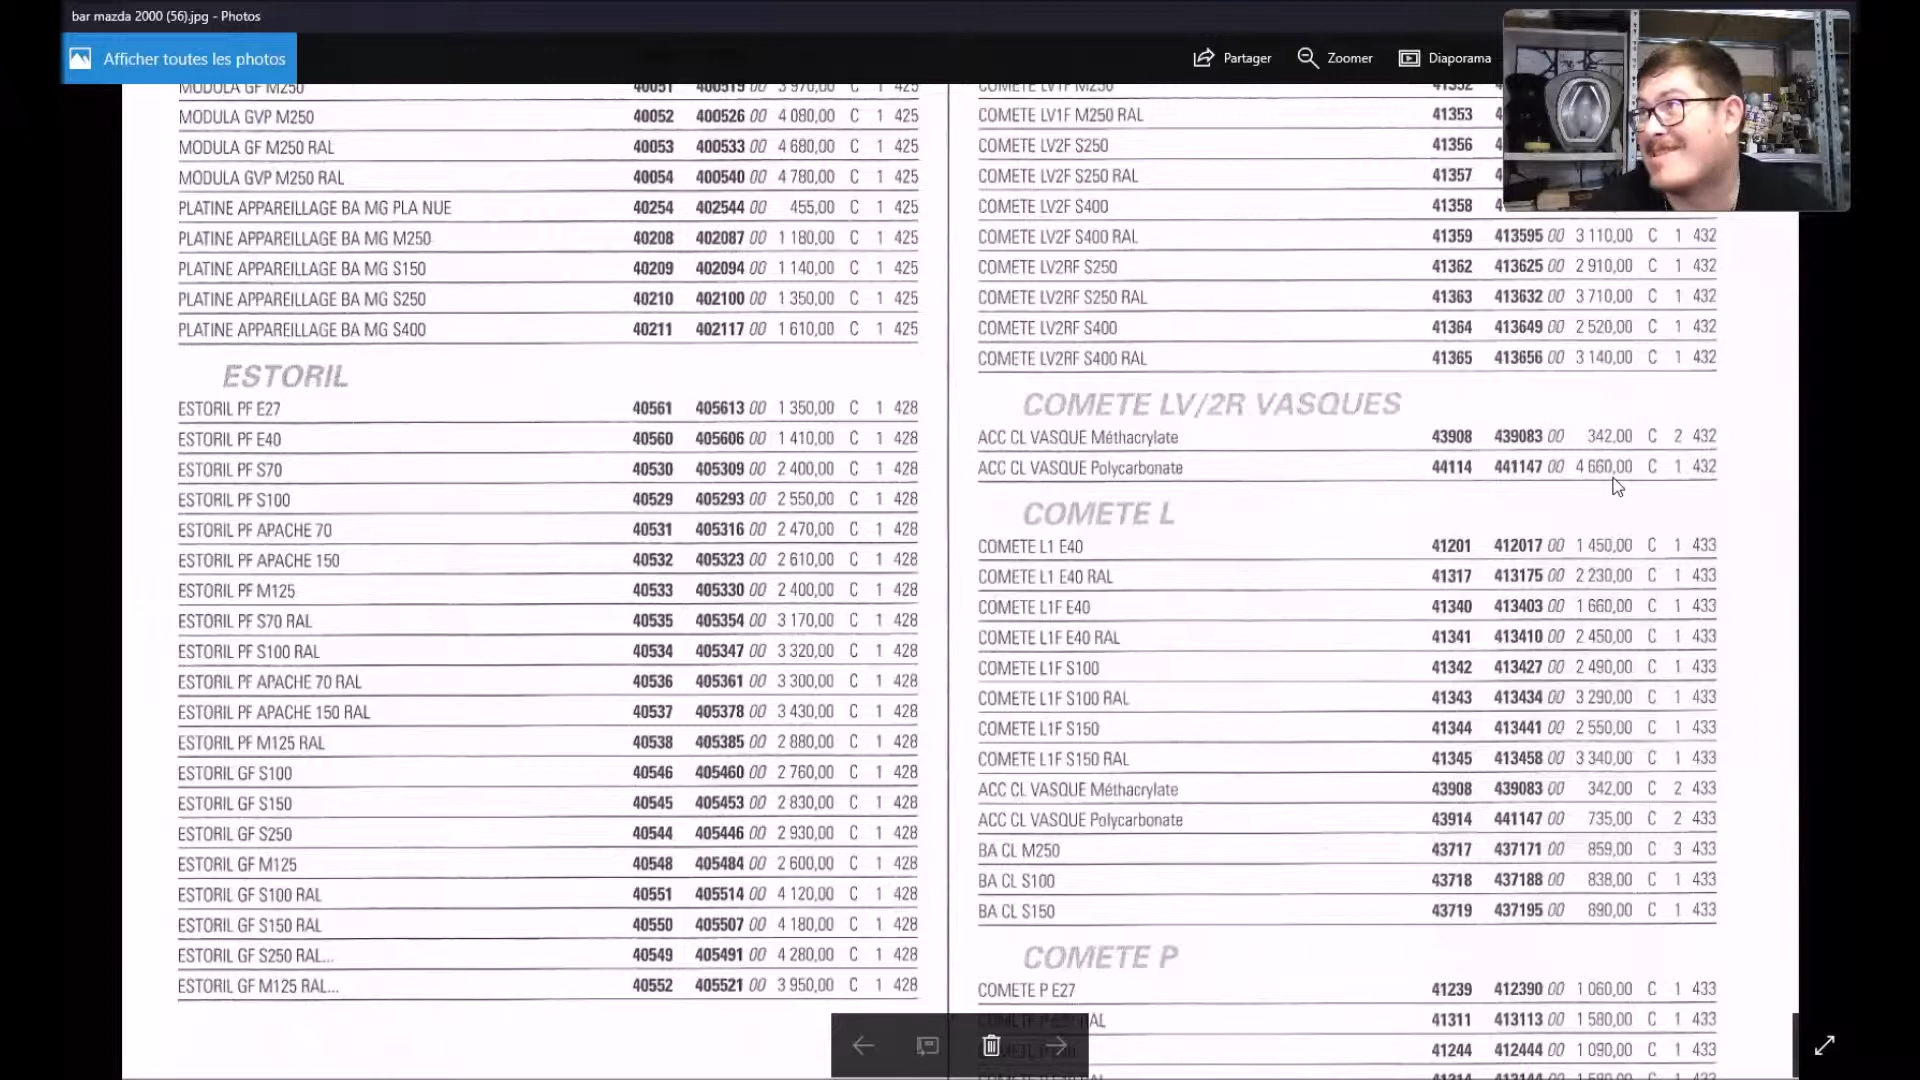 bar mazda 2000 (56).jpg - Photos
Afficher toutes les photos
Partager
Zoomer
Diaporama
MODULA GF M250 40051 400519 00 3 970,00 C 1 425
MODULA GVP M250 40052 400526 00 4 080,00 C 1 425
MODULA GF M250 RAL 40053 400533 00 4 680,00 C 1 425
MODULA GVP M250 RAL 40054 400540 00 4 780,00 C 1 425
PLATINE APPAREILLAGE BA MG PLA NUE 40254 402544 00 455,00 C 1 425
PLATINE APPAREILLAGE BA MG M250 40208 402087 00 1 180,00 C 1 425
PLATINE APPAREILLAGE BA MG S150 40209 402094 00 1 140,00 C 1 425
PLATINE APPAREILLAGE BA MG S250 40210 402100 00 1 350,00 C 1 425
PLATINE APPAREILLAGE BA MG S400 40211 402117 00 1 610,00 C 1 425
ESTORIL
ESTORIL PF E27 40561 405613 00 1 350,00 C 1 428
ESTORIL PF E40 40560 405606 00 1 410,00 C 1 428
ESTORIL PF S70 40530 405309 00 2 400,00 C 1 428
ESTORIL PF S100 40529 405293 00 2 550,00 C 1 428
ESTORIL PF APACHE 70 40531 405316 00 2 470,00 C 1 428
ESTORIL PF APACHE 150 40532 405323 00 2 610,00 C 1 428
ESTORIL PF M125 40533 405330 00 2 400,00 C 1 428
ESTORIL PF S70 RAL 40535 405354 00 3 170,00 C 1 428
ESTORIL PF S100 RAL 40534 405347 00 3 320,00 C 1 428
ESTORIL PF APACHE 70 RAL 40536 405361 00 3 300,00 C 1 428
ESTORIL PF APACHE 150 RAL 40537 405378 00 3 430,00 C 1 428
ESTORIL PF M125 RAL 40538 405385 00 2 880,00 C 1 428
ESTORIL GF S100 40546 405460 00 2 760,00 C 1 428
ESTORIL GF S150 40545 405453 00 2 830,00 C 1 428
ESTORIL GF S250 40544 405446 00 2 930,00 C 1 428
ESTORIL GF M125 40548 405484 00 2 600,00 C 1 428
ESTORIL GF S100 RAL 40551 405514 00 4 120,00 C 1 428
ESTORIL GF S150 RAL 40550 405507 00 4 180,00 C 1 428
ESTORIL GF S250 RAL... 40549 405491 00 4 280,00 C 1 428
ESTORIL GF M125 RAL... 40552 405521 00 3 950,00 C 1 428
COMETE LV1F M250 41352
COMETE LV1F M250 RAL 41353 4
COMETE LV2F S250 41356 4
COMETE LV2F S250 RAL 41357 4
COMETE LV2F S400 41358 4
COMETE LV2F S400 RAL 41359 413595 00 3 110,00 C 1 432
COMETE LV2RF S250 41362 413625 00 2 910,00 C 1 432
COMETE LV2RF S250 RAL 41363 413632 00 3 710,00 C 1 432
COMETE LV2RF S400 41364 413649 00 2 520,00 C 1 432
COMETE LV2RF S400 RAL 41365 413656 00 3 140,00 C 1 432
COMETE LV/2R VASQUES
ACC CL VASQUE Méthacrylate 43908 439083 00 342,00 C 2 432
ACC CL VASQUE Polycarbonate 44114 441147 00 4 660,00 C 1 432
COMETE L
COMETE L1 E40 41201 412017 00 1 450,00 C 1 433
COMETE L1 E40 RAL 41317 413175 00 2 230,00 C 1 433
COMETE L1F E40 41340 413403 00 1 660,00 C 1 433
COMETE L1F E40 RAL 41341 413410 00 2 450,00 C 1 433
COMETE L1F S100 41342 413427 00 2 490,00 C 1 433
COMETE L1F S100 RAL 41343 413434 00 3 290,00 C 1 433
COMETE L1F S150 41344 413441 00 2 550,00 C 1 433
COMETE L1F S150 RAL 41345 413458 00 3 340,00 C 1 433
ACC CL VASQUE Méthacrylate 43908 439083 00 342,00 C 2 433
ACC CL VASQUE Polycarbonate 43914 441147 00 735,00 C 2 433
BA CL M250 43717 437171 00 859,00 C 3 433
BA CL S100 43718 437188 00 838,00 C 1 433
BA CL S150 43719 437195 00 890,00 C 1 433
COMETE P
COMETE P E27 41239 412390 00 1 060,00 C 1 433
RAL 41311 413113 00 1 580,00 C 1 433
41244 412444 00 1 090,00 C 1 433